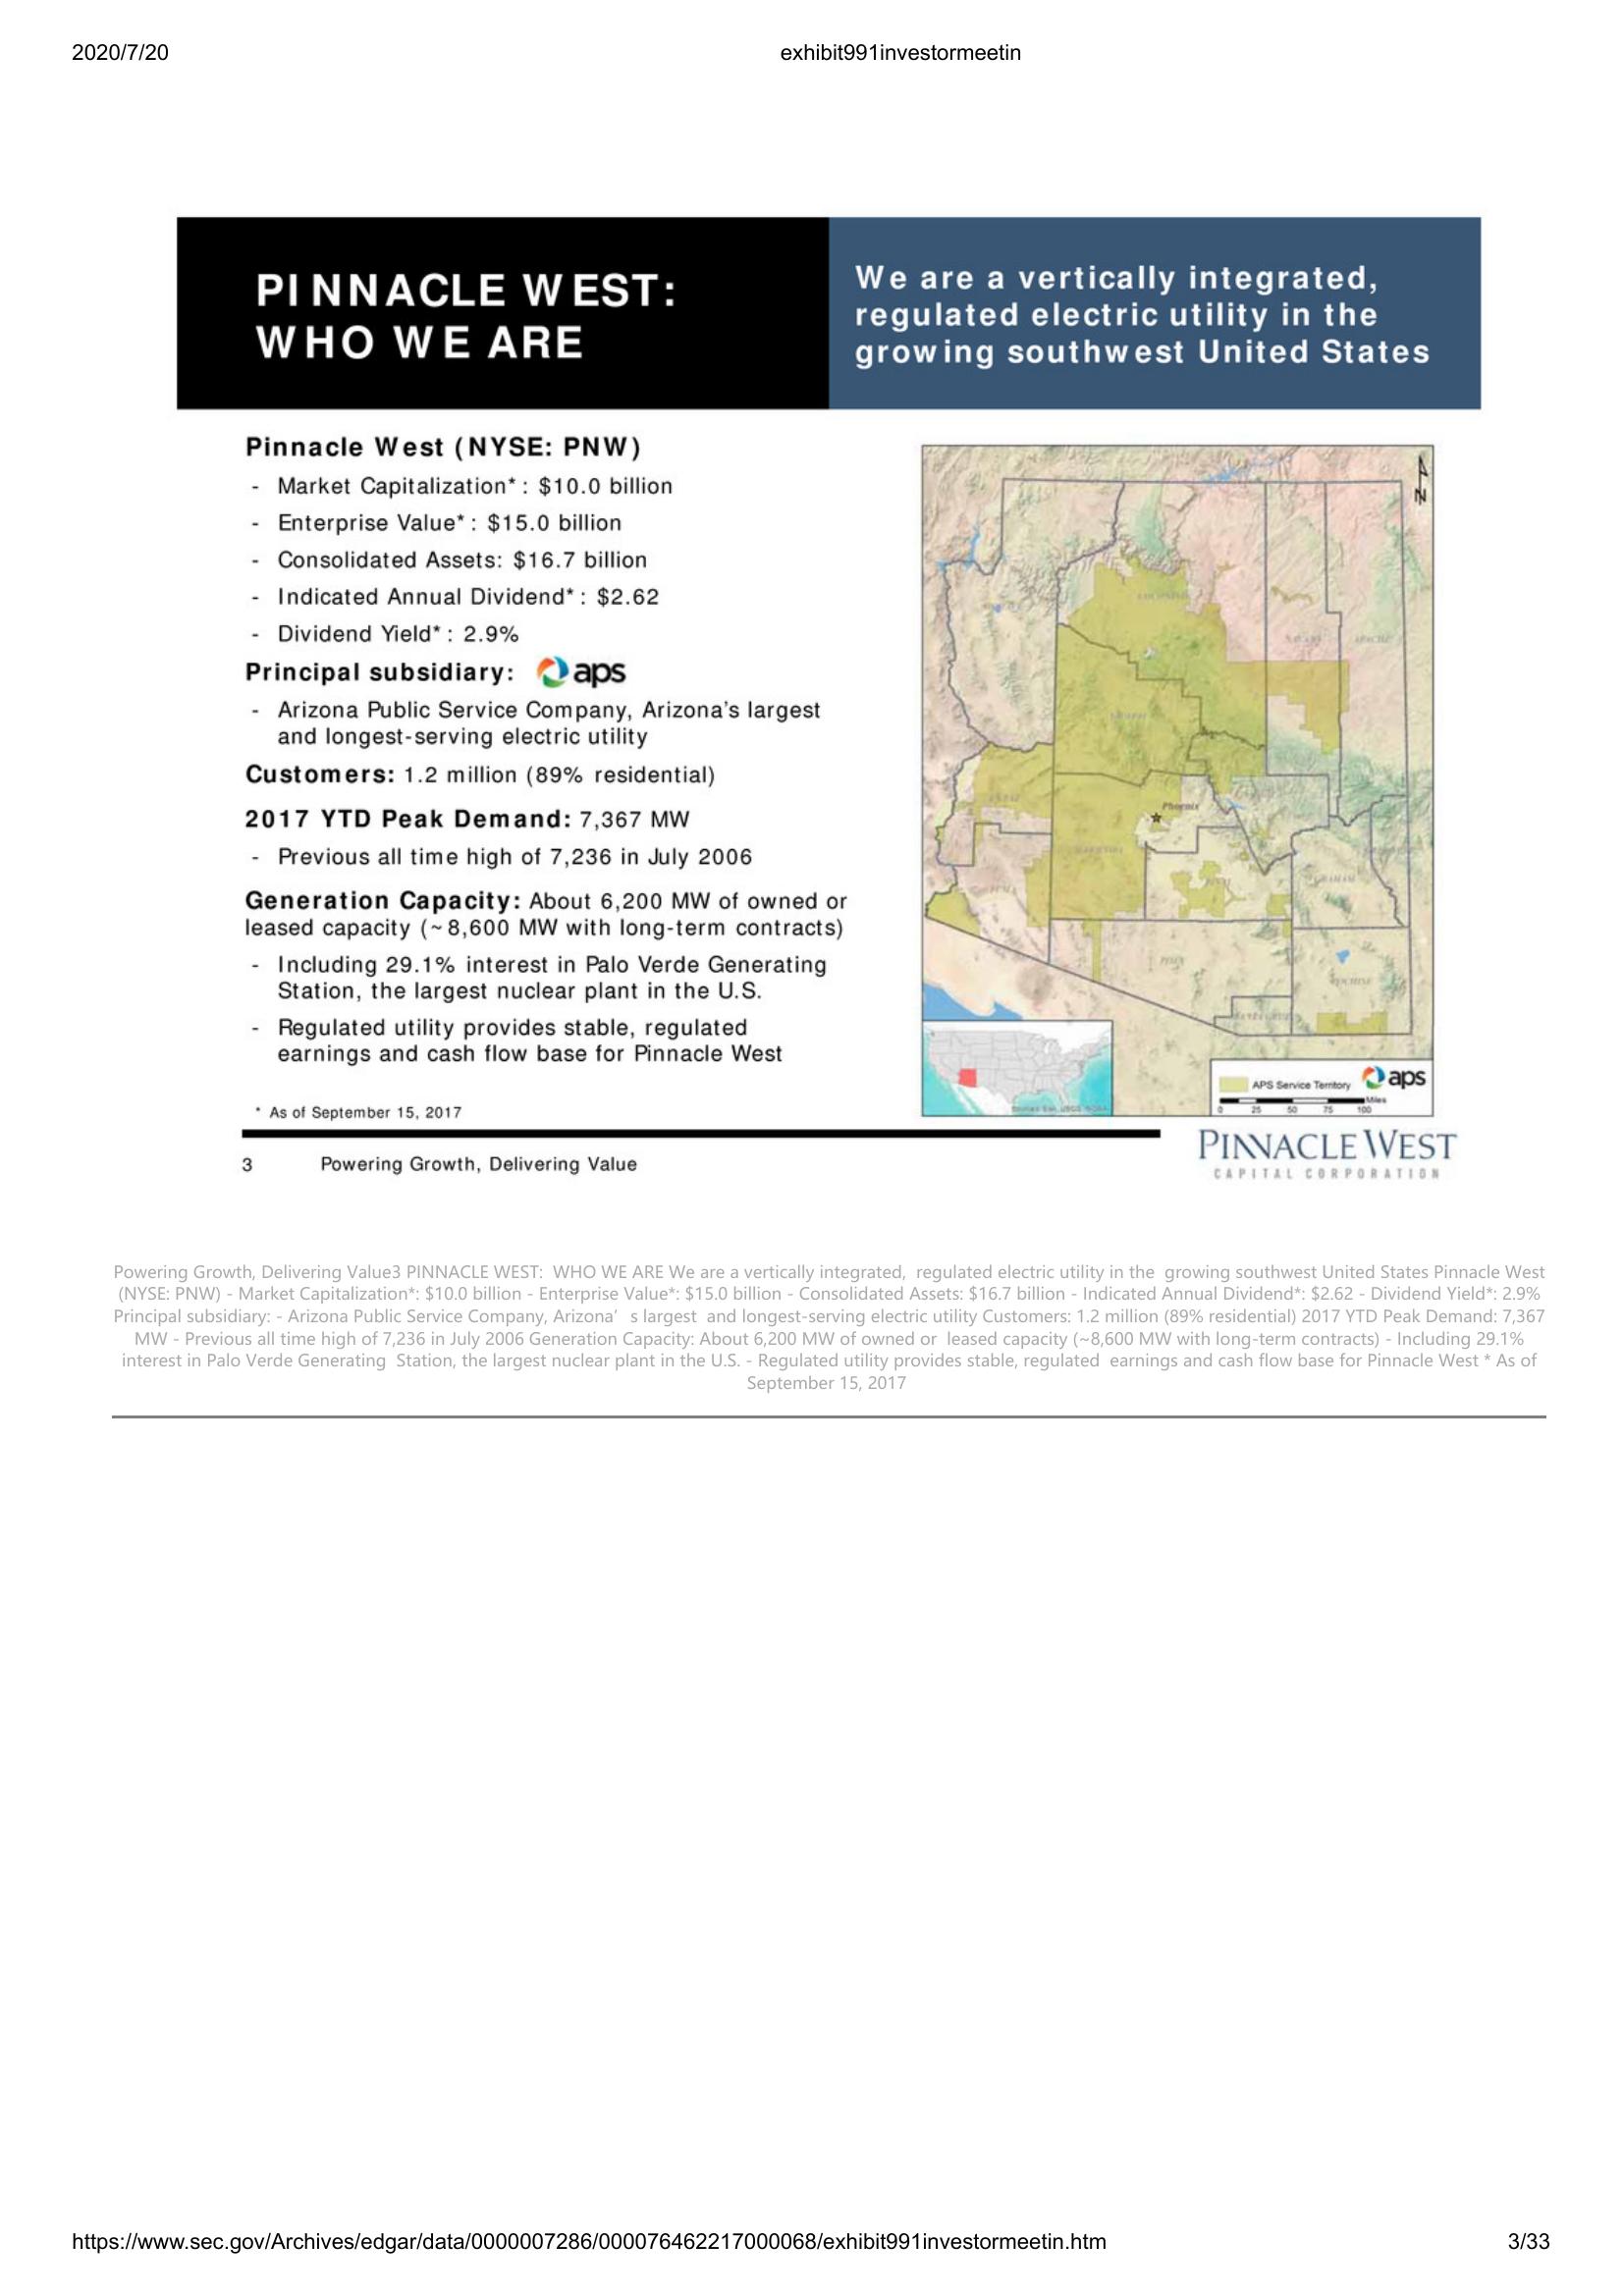 2020/7/20
exhibit991investormeetin
PINNACLE WEST:
WHO WE ARE
We are a vertically integrated,
regulated electric utility in the
growing southwest United States
Pinnacle West (NYSE: PNW)
- Market Capitalization*: $10.0 billion
- Enterprise Value*: $15.0 billion
- Consolidated Assets: $16.7 billion
- Indicated Annual Dividend*: $2.62
- Dividend Yield*: 2.9%
Principal subsidiary: aps
- Arizona Public Service Company, Arizona's largest
and longest-serving electric utility
Customers: 1.2 million (89% residential)
2017 YTD Peak Demand: 7,367 MW
- Previous all time high of 7,236 in July 2006
Generation Capacity: About 6,200 MW of owned or
leased capacity (~8,600 MW with long-term contracts)
- Including 29.1% interest in Palo Verde Generating
Station, the largest nuclear plant in the U.S.
- Regulated utility provides stable, regulated
earnings and cash flow base for Pinnacle West
* As of September 15, 2017
N
Phoenix
APS Service Territory
aps
Miles
0 25 50 75 100
3 Powering Growth, Delivering Value
PINNACLE WEST
CAPITAL CORPORATION
Powering Growth, Delivering Value3 PINNACLE WEST:  WHO WE ARE We are a vertically integrated,  regulated electric utility in the  growing southwest United States Pinnacle West
(NYSE: PNW) - Market Capitalization*: $10.0 billion - Enterprise Value*: $15.0 billion - Consolidated Assets: $16.7 billion - Indicated Annual Dividend*: $2.62 - Dividend Yield*: 2.9%
Principal subsidiary: - Arizona Public Service Company, Arizona’ s largest  and longest-serving electric utility Customers: 1.2 million (89% residential) 2017 YTD Peak Demand: 7,367
MW - Previous all time high of 7,236 in July 2006 Generation Capacity: About 6,200 MW of owned or  leased capacity (~8,600 MW with long-term contracts) - Including 29.1%
interest in Palo Verde Generating  Station, the largest nuclear plant in the U.S. - Regulated utility provides stable, regulated  earnings and cash flow base for Pinnacle West * As of
September 15, 2017
https://www.sec.gov/Archives/edgar/data/0000007286/000076462217000068/exhibit991investormeetin.htm
3/33